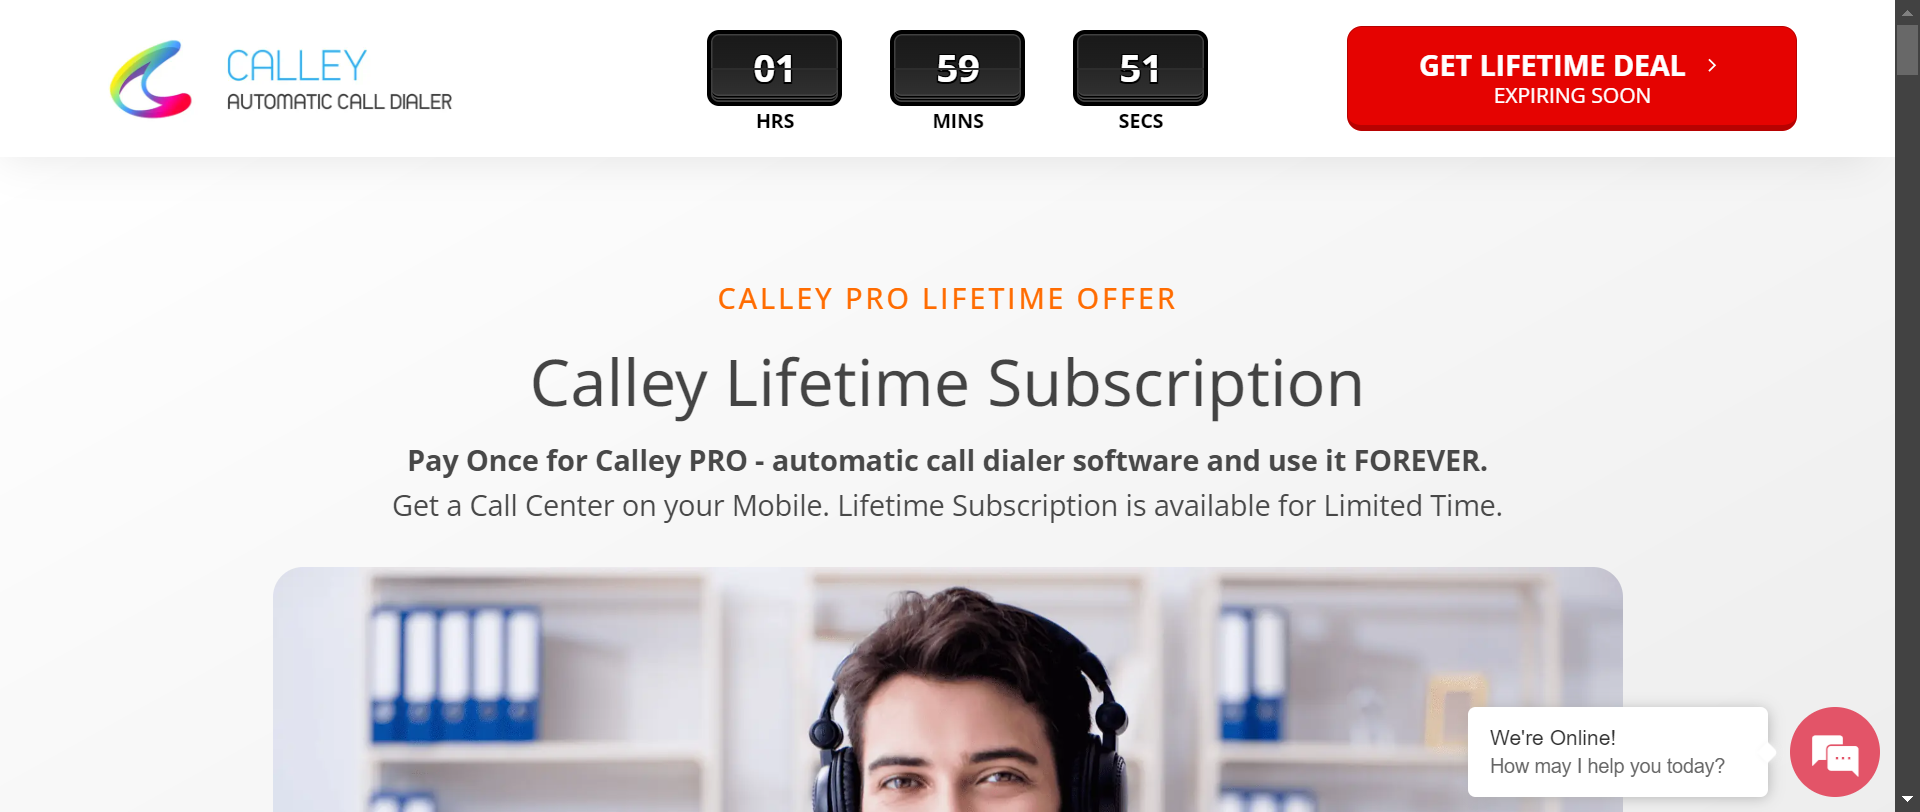 CALLEY
AUTOMATIC CALL DIALER
01
59
51
HRS
MINS
SECS
GET LIFETIME DEAL
EXPIRING SOON
CALLEY PRO LIFETIME OFFER
Calley Lifetime Subscription
Pay Once for Calley PRO - automatic call dialer software and use it FOREVER.
Get a Call Center on your Mobile. Lifetime Subscription is available for Limited Time.
We're Online!
How may I help you today?